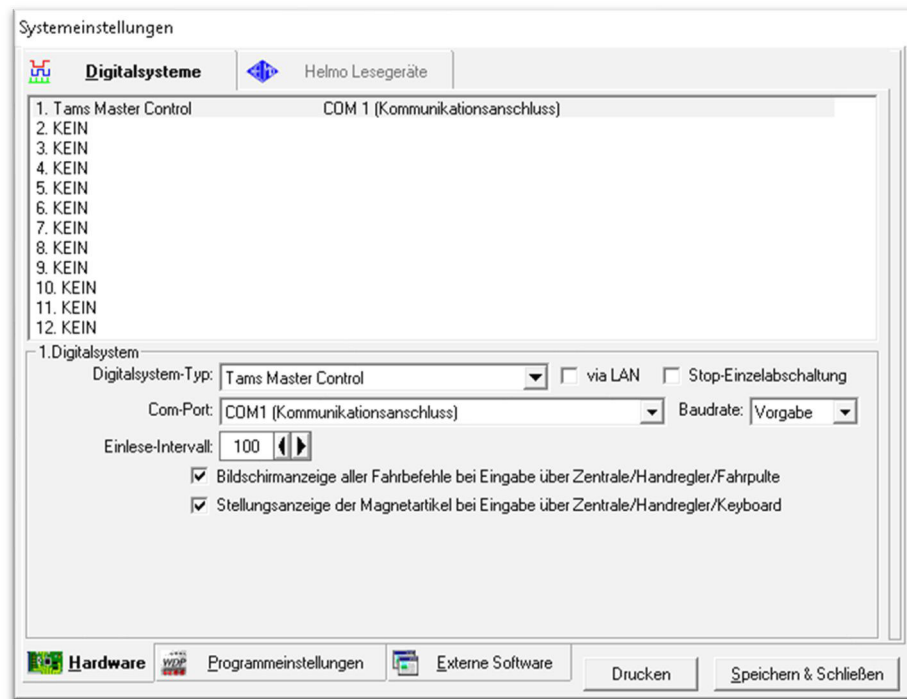 Systemeinstellungen
Digitalsysteme Helmo Lesegeräte
1. Tams Master Control COM 1 (Kommunikationsanschluss)
2. KEIN
3. KEIN
4. KEIN
5. KEIN
6. KEIN
7. KEIN
8. KEIN
9. KEIN
10. KEIN
11. KEIN
12. KEIN
1.Digitalsystem
Digitalsystem-Typ: Tams Master Control via LAN Stop-Einzelabschaltung
Com-Port: COM1 (Kommunikationsanschluss) Baudrate: Vorgabe
Einlese-Intervall: 100
Bildschirmanzeige aller Fahrbefehle bei Eingabe über Zentrale/Handregler/Fahrpulte
Stellungsanzeige der Magnetartikel bei Eingabe über Zentrale/Handregler/Keyboard
Hardware WDP Programmeinstellungen Externe Software Drucken Speichern & Schließen